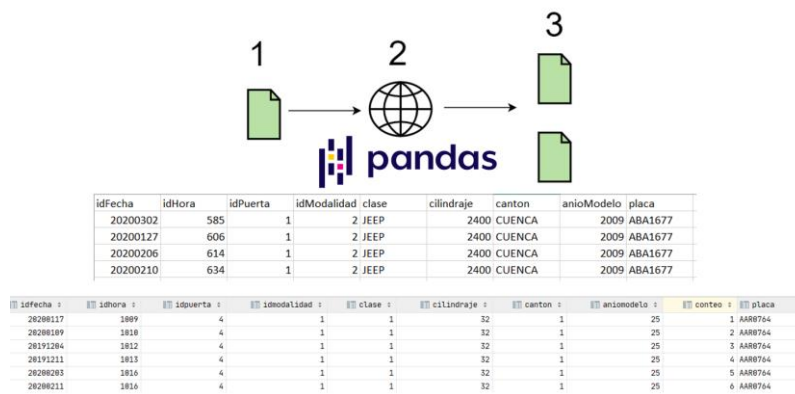 1 2 3
pandas
idFecha idHora idPuerta idModalidad clase cilindraje canton anioModelo placa
20200302 585 1 2 JEEP 2400 CUENCA 2009 ABA1677
20200127 606 1 2 JEEP 2400 CUENCA 2009 ABA1677
20200206 614 1 2 JEEP 2400 CUENCA 2009 ABA1677
20200210 634 1 2 JEEP 2400 CUENCA 2009 ABA1677
idfecha idhora idpuerta idmodalidad clase cilindraje canton aniomodelo conteo placa
20200117 1009 4 1 1 32 1 25 1 AAR0764
20200109 1010 4 1 1 32 1 25 2 AAR0764
20191204 1012 4 1 1 32 1 25 3 AAR0764
20191211 1013 4 1 1 32 1 25 4 AAR0764
20200203 1016 4 1 1 32 1 25 5 AAR0764
20200211 1016 4 1 1 32 1 25 6 AAR0764